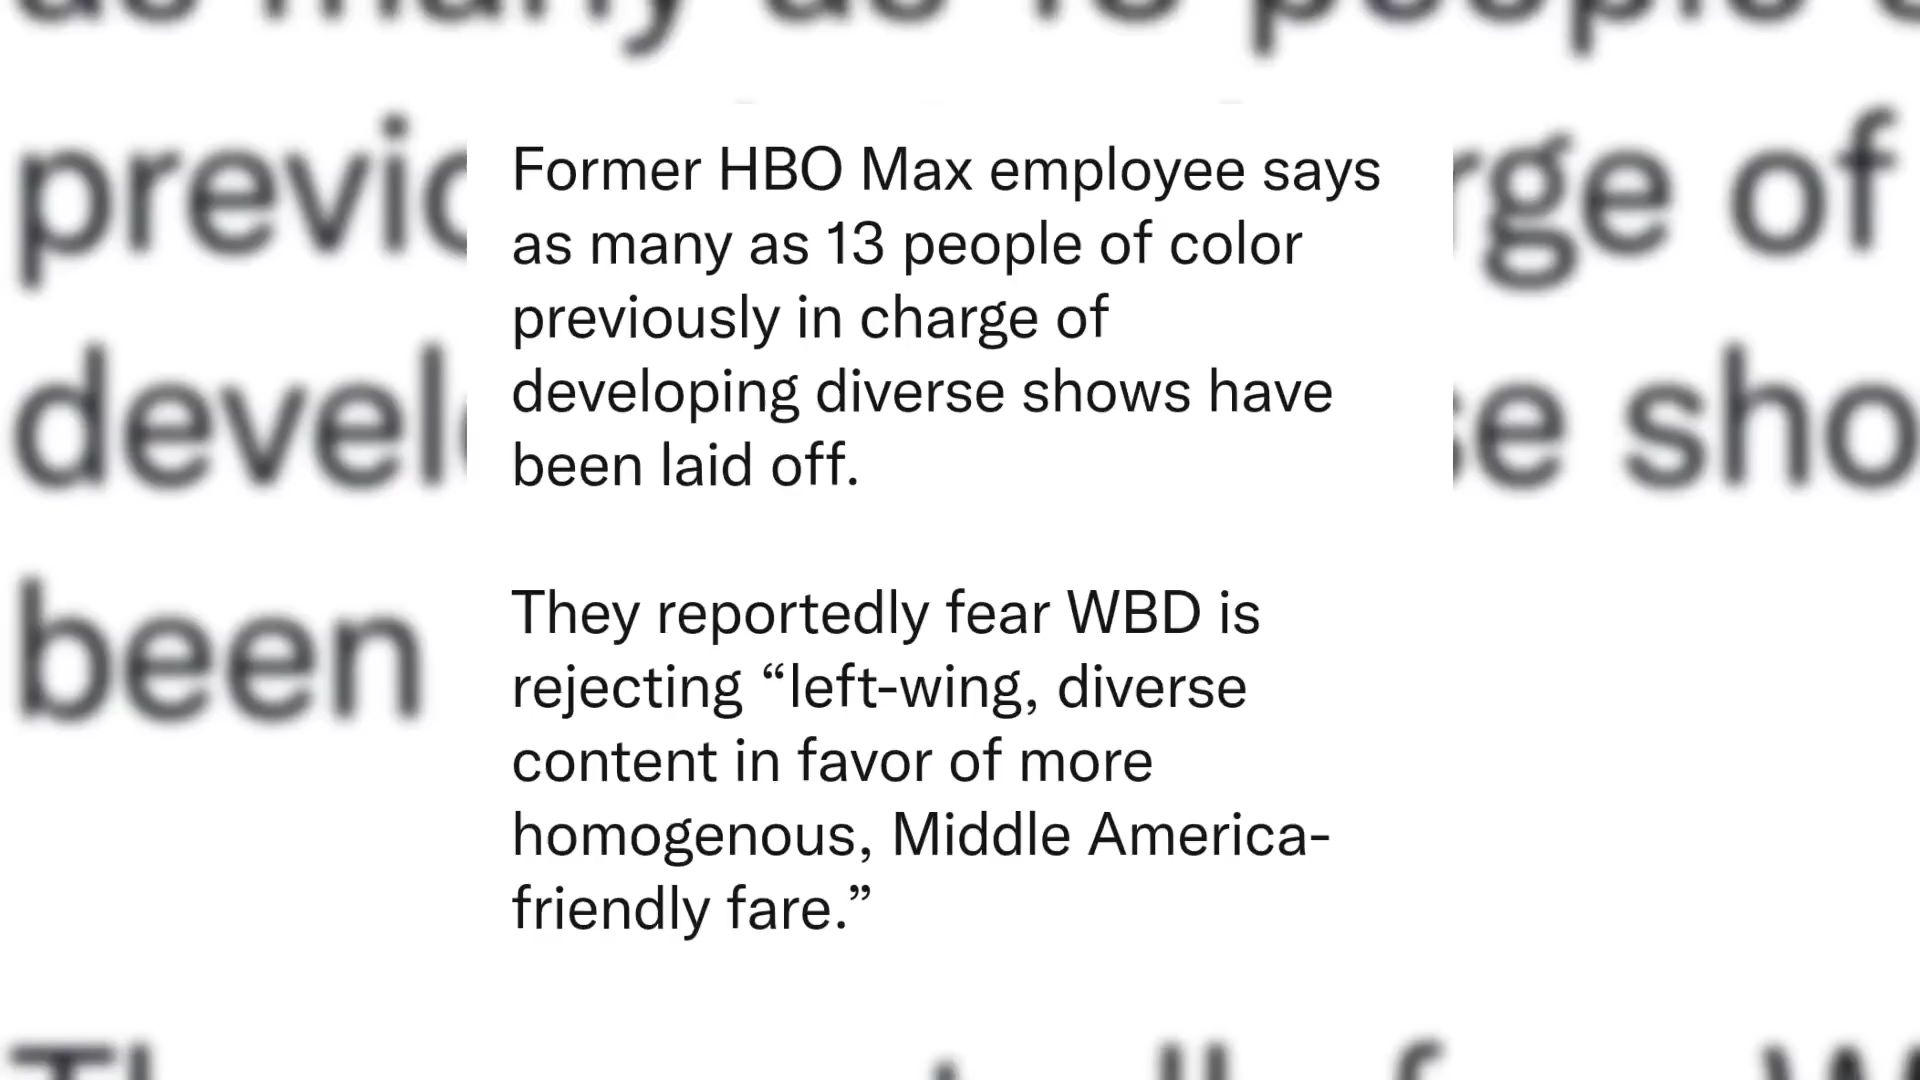 Former HBO Max employee says
as many as 13 people of color
previously in charge of
developing diverse shows have
been laid off.
They reportedly fear WBD is
rejecting “left-wing, diverse
content in favor of more
homogenous, Middle America-
friendly fare.”